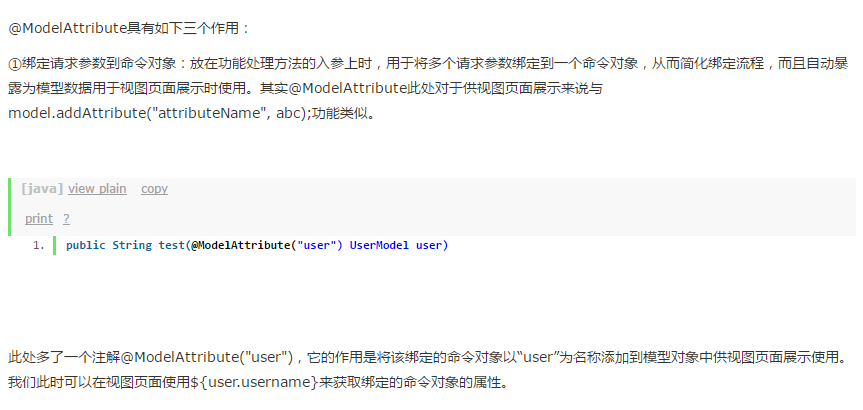 @ModelAttribute具有如下三个作用：
①绑定请求参数到命令对象：放在功能处理方法的入参上时，用于将多个请求参数绑定到一个命令对象，从而简化绑定流程，而且自动暴
露为模型数据用于视图页面展示时使用。其实@ModelAttribute此处对于供视图页面展示来说与
model.addAttribute("attributeName", abc);功能类似。
[java] view plain copy
print ?
1. public String test(@ModelAttribute("user") UserModel user)
此处多了一个注解@ModelAttribute("user")，它的作用是将该绑定的命令对象以“user”为名称添加到模型对象中供视图页面展示使用。
我们此时可以在视图页面使用${user.username}来获取绑定的命令对象的属性。